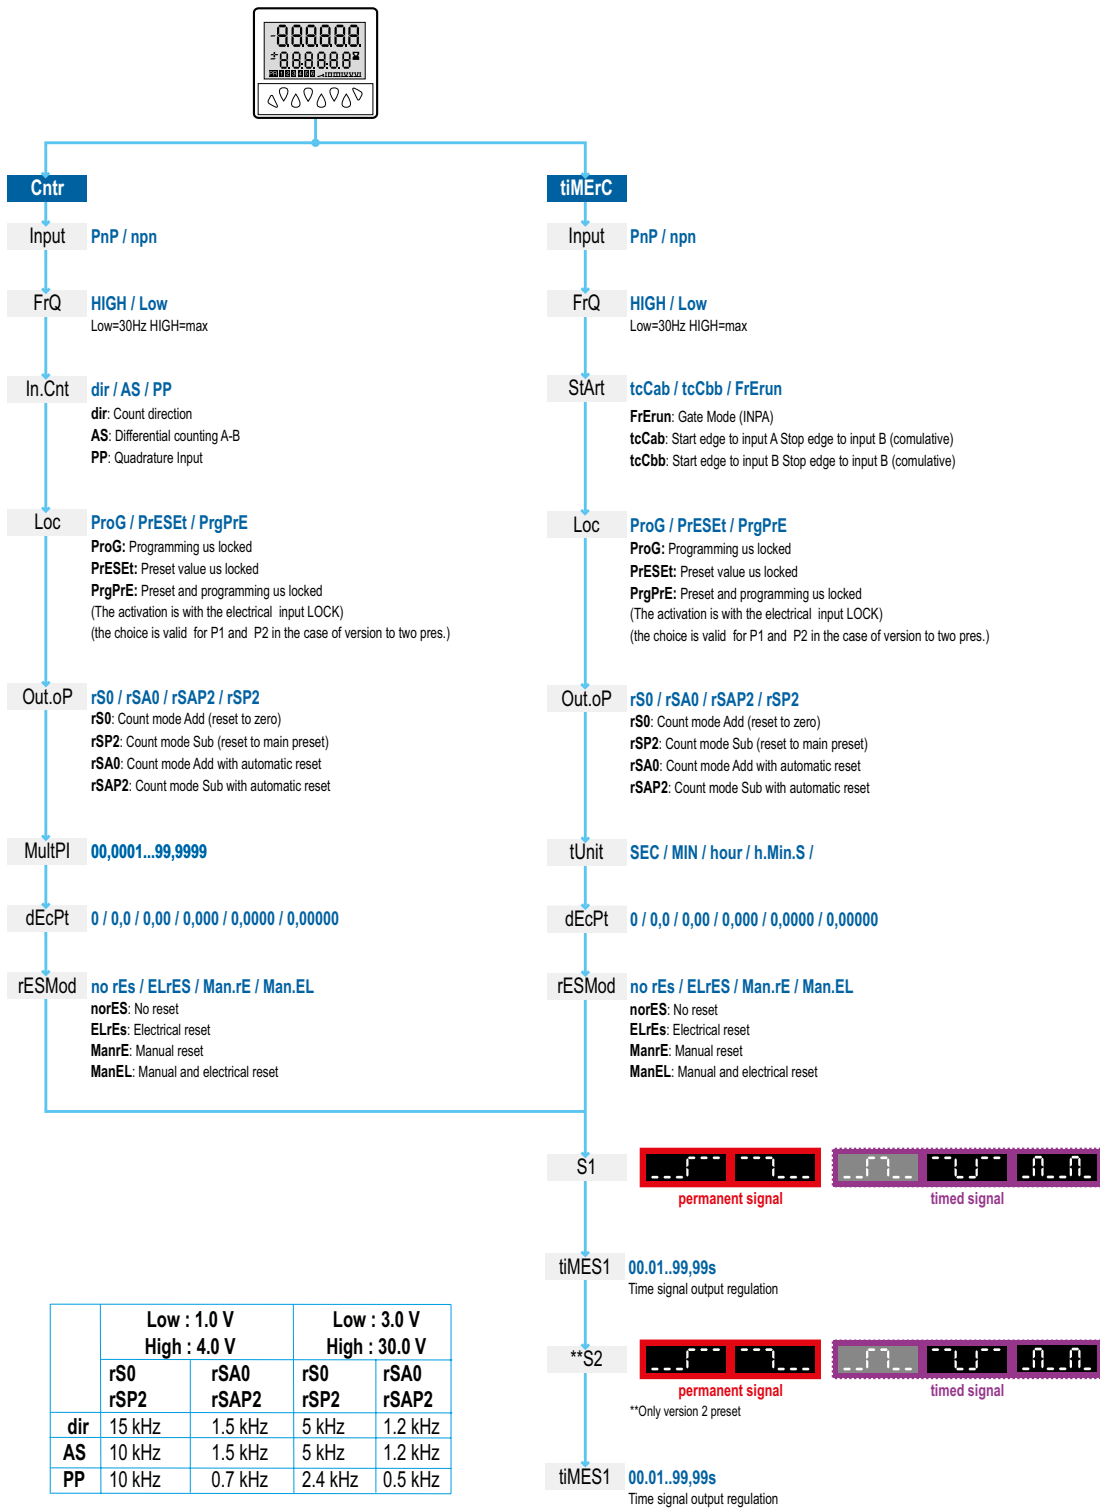 -8.8.8.8.8.8.
±8.8.8.8.8.8
Cntr
Input PnP / npn
FrQ HIGH / Low
Low=30Hz HIGH=max
In.Cnt dir / AS / PP
dir: Count direction
AS: Differential counting A-B
PP: Quadrature Input
Loc ProG / PrESEt / PrgPrE
ProG: Programming us locked
PrESEt: Preset value us locked
PrgPrE: Preset and programming us locked
(The activation is with the electrical input LOCK)
(the choice is valid for P1 and P2 in the case of version to two pres.)
Out.oP rS0 / rSA0 / rSAP2 / rSP2
rS0: Count mode Add (reset to zero)
rSP2: Count mode Sub (reset to main preset)
rSA0: Count mode Add with automatic reset
rSAP2: Count mode Sub with automatic reset
MultPl 00,0001...99,9999
dEcPt 0 / 0,0 / 0,00 / 0,000 / 0,0000 / 0,00000
rESMod no rEs / ELrES / Man.rE / Man.EL
norES: No reset
ELrEs: Electrical reset
ManrE: Manual reset
ManEL: Manual and electrical reset
tiMErC
Input PnP / npn
FrQ HIGH / Low
Low=30Hz HIGH=max
StArt tcCab / tcCbb / FrErun
FrErun: Gate Mode (INPA)
tcCab: Start edge to input A Stop edge to input B (comulative)
tcCbb: Start edge to input B Stop edge to input B (comulative)
Loc ProG / PrESEt / PrgPrE
ProG: Programming us locked
PrESEt: Preset value us locked
PrgPrE: Preset and programming us locked
(The activation is with the electrical input LOCK)
(the choice is valid for P1 and P2 in the case of version to two pres.)
Out.oP rS0 / rSA0 / rSAP2 / rSP2
rS0: Count mode Add (reset to zero)
rSP2: Count mode Sub (reset to main preset)
rSA0: Count mode Add with automatic reset
rSAP2: Count mode Sub with automatic reset
tUnit SEC / MIN / hour / h.Min.S /
dEcPt 0 / 0,0 / 0,00 / 0,000 / 0,0000 / 0,00000
rESMod no rEs / ELrES / Man.rE / Man.EL
norES: No reset
ELrEs: Electrical reset
ManrE: Manual reset
ManEL: Manual and electrical reset
S1
permanent signal timed signal
tiMES1 00.01..99,99s
Time signal output regulation
**S2
permanent signal timed signal
**Only version 2 preset
tiMES1 00.01..99,99s
Time signal output regulation
Low : 1.0 V Low : 3.0 V
High : 4.0 V High : 30.0 V
rS0 rSA0 rS0 rSA0
rSP2 rSAP2 rSP2 rSAP2
dir 15 kHz 1.5 kHz 5 kHz 1.2 kHz
AS 10 kHz 1.5 kHz 5 kHz 1.2 kHz
PP 10 kHz 0.7 kHz 2.4 kHz 0.5 kHz